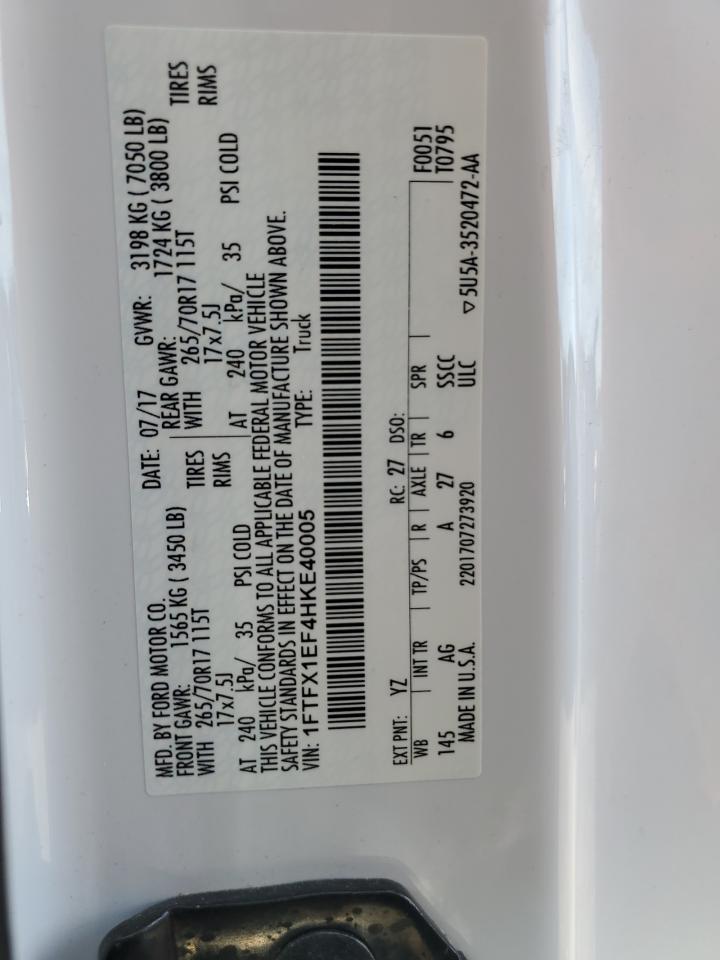 MFD. BY FORD MOTOR CO. DATE: 07/17 GVWR: 3198 KG ( 7050 LB)
FRONT GAWR: 1565 KG ( 3450 LB) REAR GAWR: 1724 KG ( 3800 LB)
WITH 265/70R17 115T TIRES WITH 265/70R17 115T TIRES
17x7.5J RIMS 17x7.5J RIMS
AT 240 kPa/ 35 PSI COLD AT 240 kPa/ 35 PSI COLD
THIS VEHICLE CONFORMS TO ALL APPLICABLE FEDERAL MOTOR VEHICLE
SAFETY STANDARDS IN EFFECT ON THE DATE OF MANUFACTURE SHOWN ABOVE.
VIN: 1FTFX1EF4HKE40005 TYPE: Truck
EXT PNT: YZ RC: 27 DSO: F0051
WB INT TR TP/PS R AXLE TR SPR T0795
145 AG A 27 6 SSCC
MADE IN U.S.A. 2201707273920 ULC ▽ 5U5A-3520472-AA